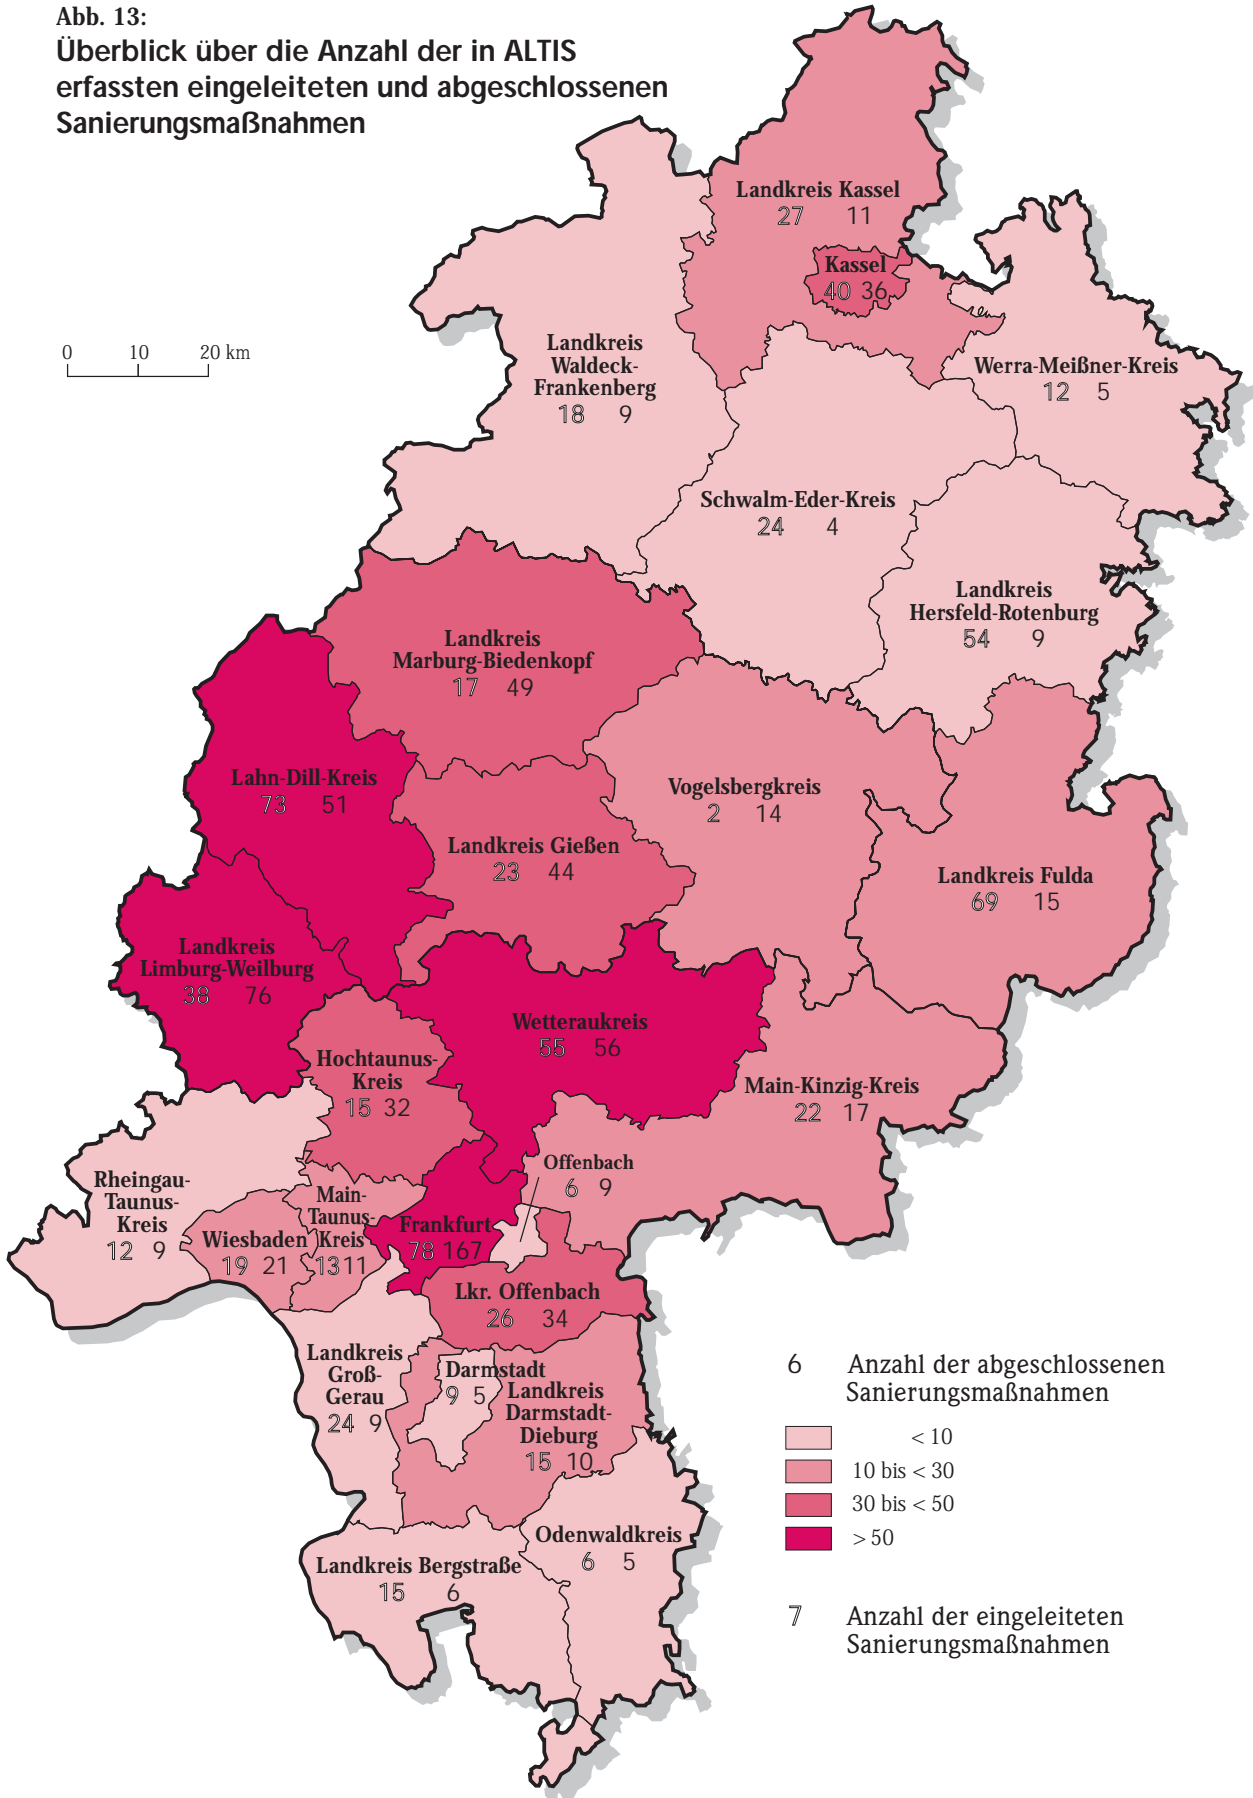 Abb. 13:
Überblick über die Anzahl der in ALTIS
erfassten eingeleiteten und abgeschlossenen
Sanierungsmaßnahmen
Landkreis Kassel
27 11
Kassel
40 36
0 10 20 km
Landkreis
Waldeck-
Frankenberg
18 9
Werra-Meißner-Kreis
12 5
Schwalm-Eder-Kreis
24 4
Landkreis
Hersfeld-Rotenburg
54 9
Landkreis
Marburg-Biedenkopf
17 49
Lahn-Dill-Kreis
73 51
Vogelsbergkreis
2 14
Landkreis Gießen
23 44
Landkreis Fulda
69 15
Landkreis
Limburg-Weilburg
38 76
Wetteraukreis
55 56
Hochtaunus-
Kreis
15 32
Main-Kinzig-Kreis
22 17
Offenbach
6 9
Rheingau-
Taunus-
Kreis
12 9
Wiesbaden
19 21
Main-
Taunus-
Kreis
13 11
Frankfurt
78 167
Lkr. Offenbach
26 34
Landkreis
Groß-
Gerau
24 9
Darmstadt
9 5
Landkreis
Darmstadt-
Dieburg
15 10
Odenwaldkreis
6 5
Landkreis Bergstraße
15 6
6 Anzahl der abgeschlossenen
Sanierungsmaßnahmen
< 10
10 bis < 30
30 bis < 50
> 50
7 Anzahl der eingeleiteten
Sanierungsmaßnahmen